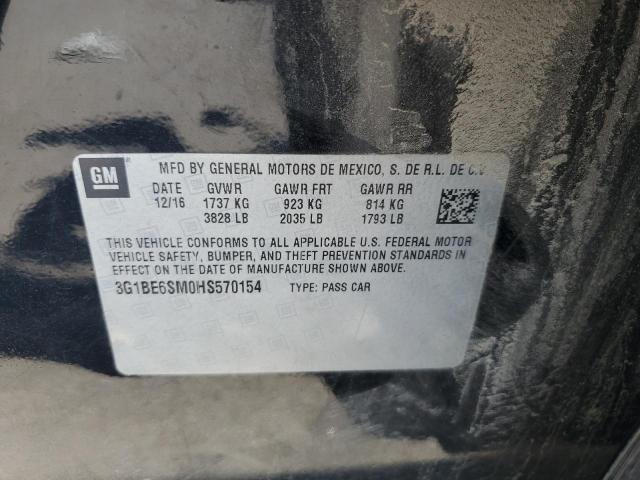 GM
MFD BY GENERAL MOTORS DE MEXICO, S. DE R.L. DE C.V
DATE GVWR GAWR FRT GAWR RR
12/16 1737 KG 923 KG 814 KG
3828 LB 2035 LB 1793 LB
THIS VEHICLE CONFORMS TO ALL APPLICABLE U.S. FEDERAL MOTOR
VEHICLE SAFETY, BUMPER, AND THEFT PREVENTION STANDARDS IN
EFFECT ON THE DATE OF MANUFACTURE SHOWN ABOVE.
3G1BE6SM0HS570154 TYPE: PASS CAR